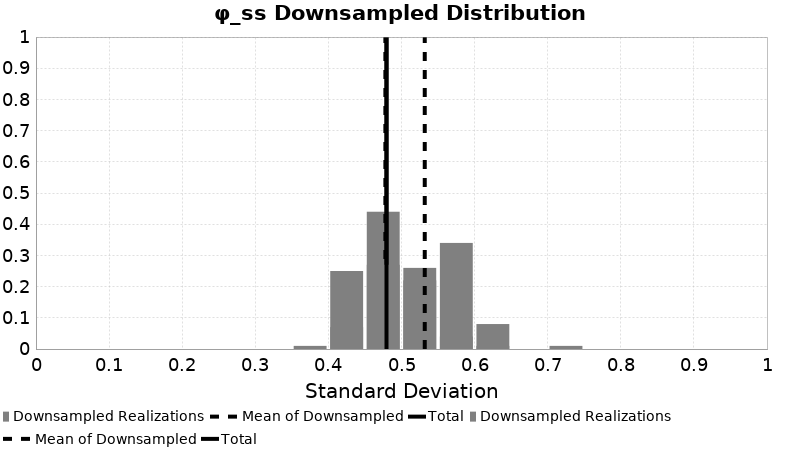 φ_ss Downsampled Distribution
1
0.9
0.8
0.7
0.6
0.5
0.4
0.3
0.2
0.1
0
0 0.1 0.2 0.3 0.4 0.5 0.6 0.7 0.8 0.9 1
Standard Deviation
Downsampled Realizations Mean of Downsampled Total Downsampled Realizations
Mean of Downsampled Total